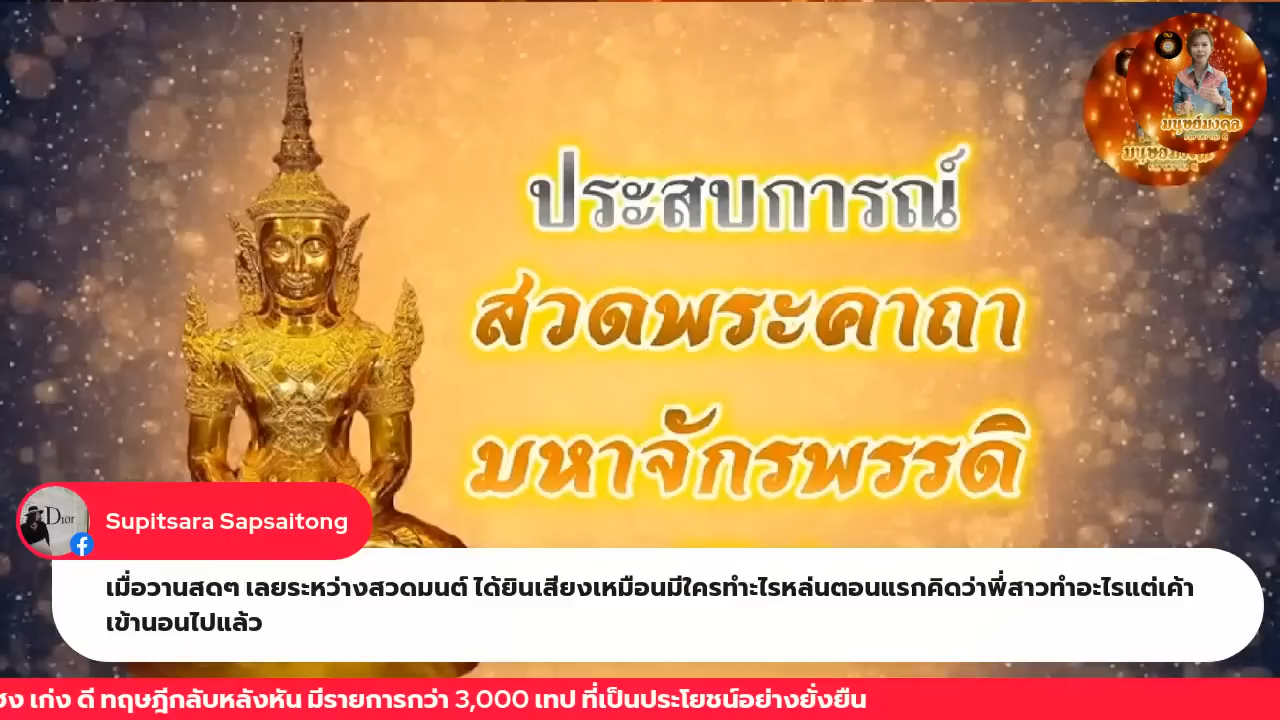 มนุษย์มงคล
ประสบการณ์
สวดพระคาถา
มหาจักรพรรดิ
Dior
Supitsara Sapsaitong
เมื่อวานสดๆ เลยระหว่างสวดมนต์ ได้ยินเสียงเหมือนมีใครทำะไรหล่นตอนแรกคิดว่าพี่สาวทำอะไรแต่เค้า
เข้านอนไปแล้ว
เก่ง ดี ทฤษฎีกลับหลังหัน มีรายการกว่า 3,000 เทป ที่เป็นประโยชน์อย่างยั่งยืน